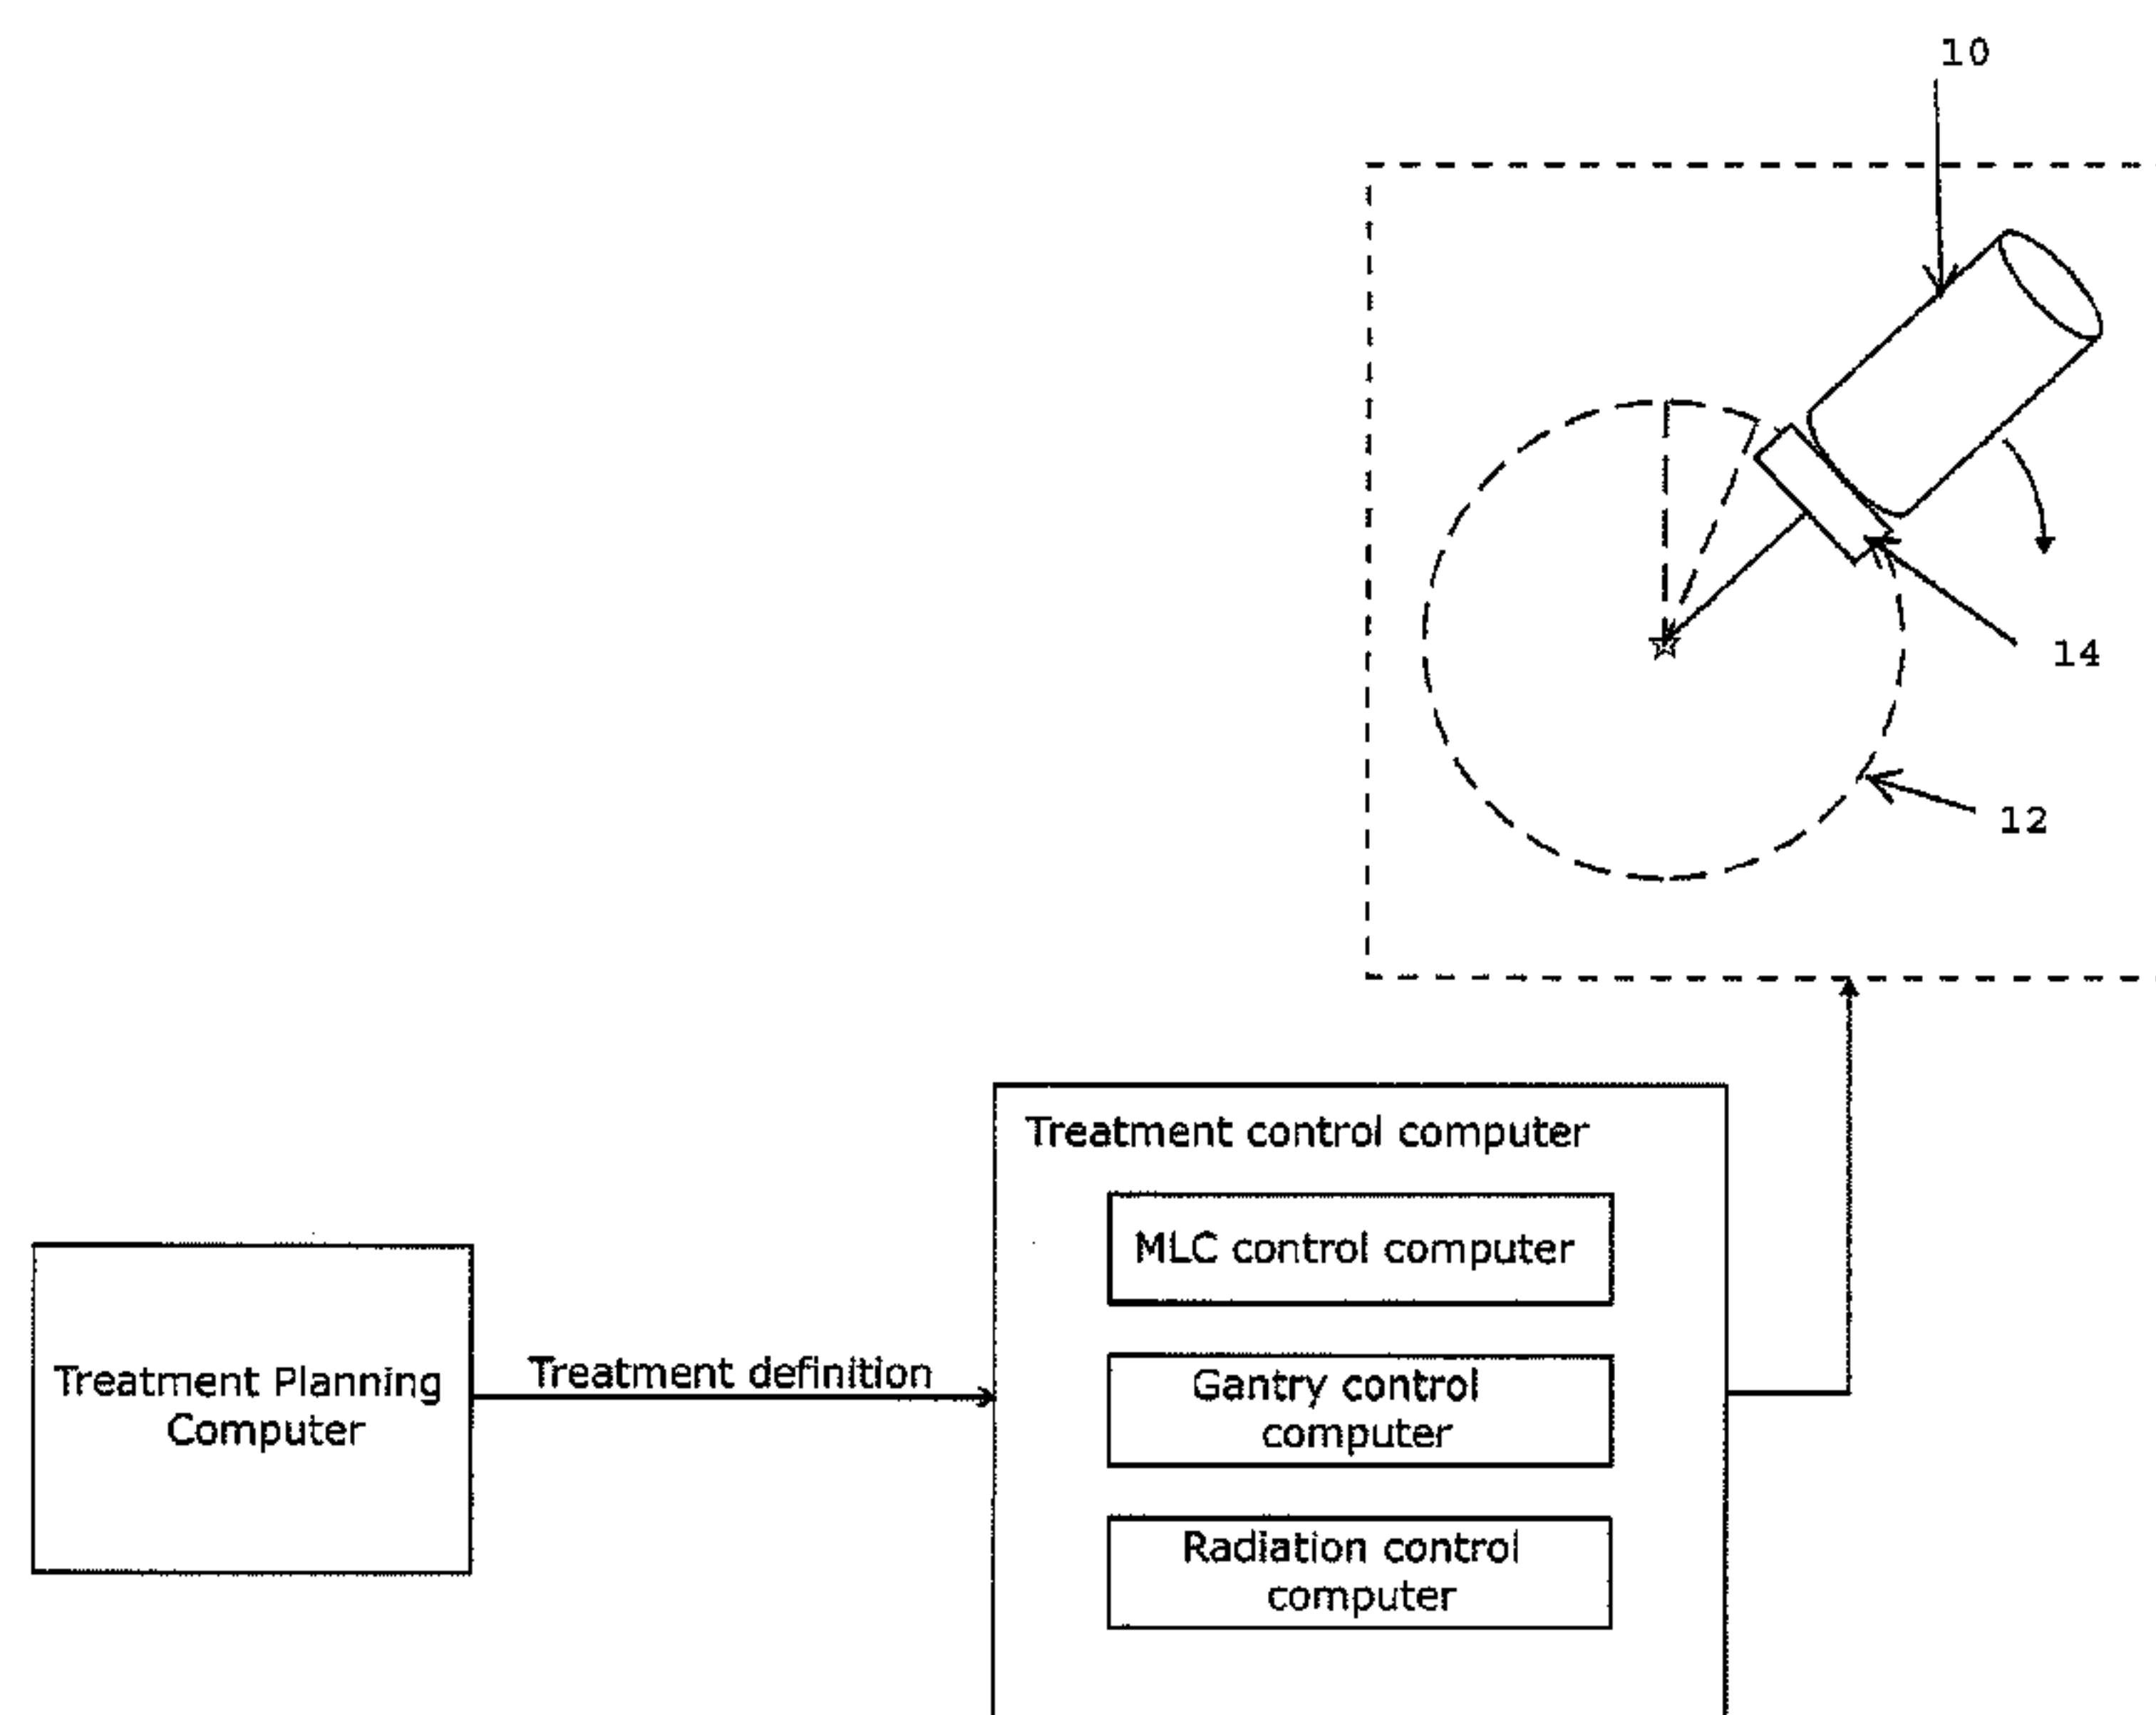 10
14
12
Treatment control computer
MLC control computer
Treatment Planning
Computer
Treatment definition
Gantry control
computer
Radiation control
computer